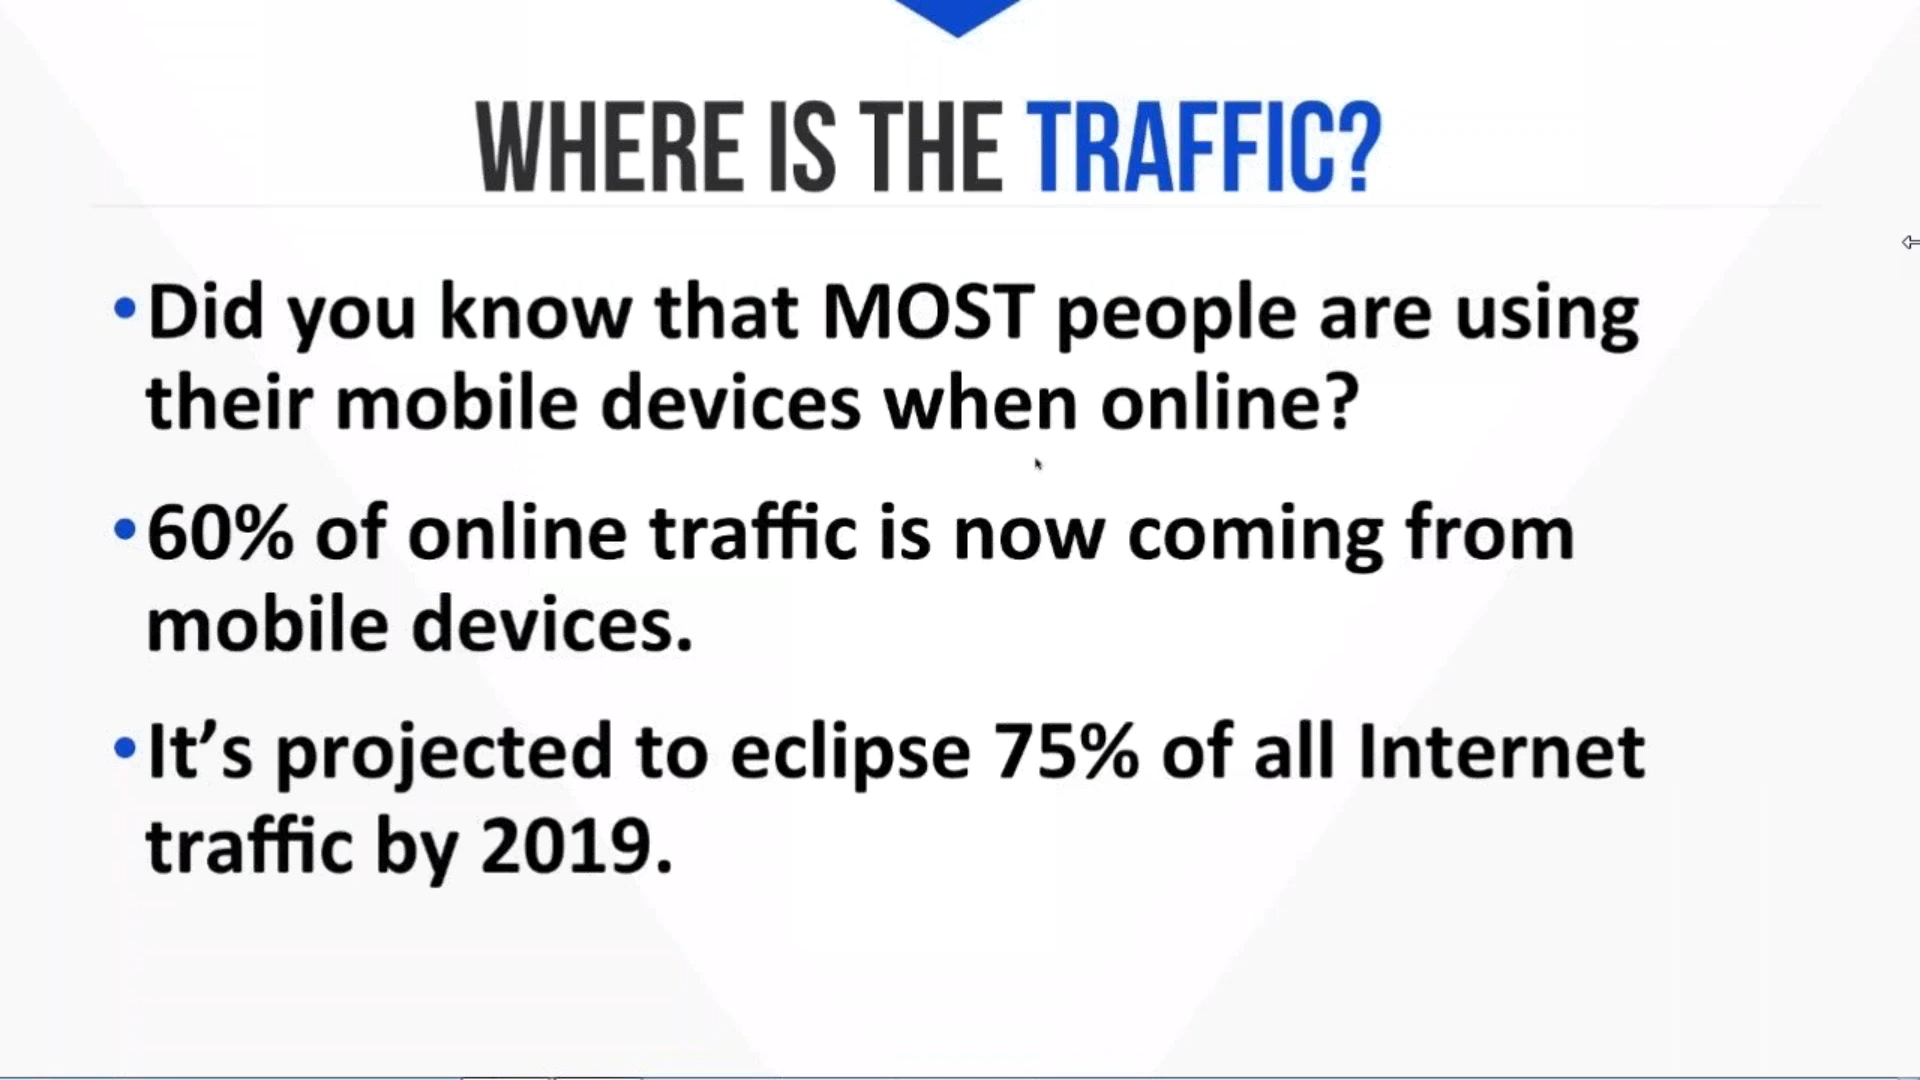 WHERE IS THE TRAFFIC?
•Did you know that MOST people are using
their mobile devices when online?
•60% of online traffic is now coming from
mobile devices.
•It’s projected to eclipse 75% of all Internet
traffic by 2019.